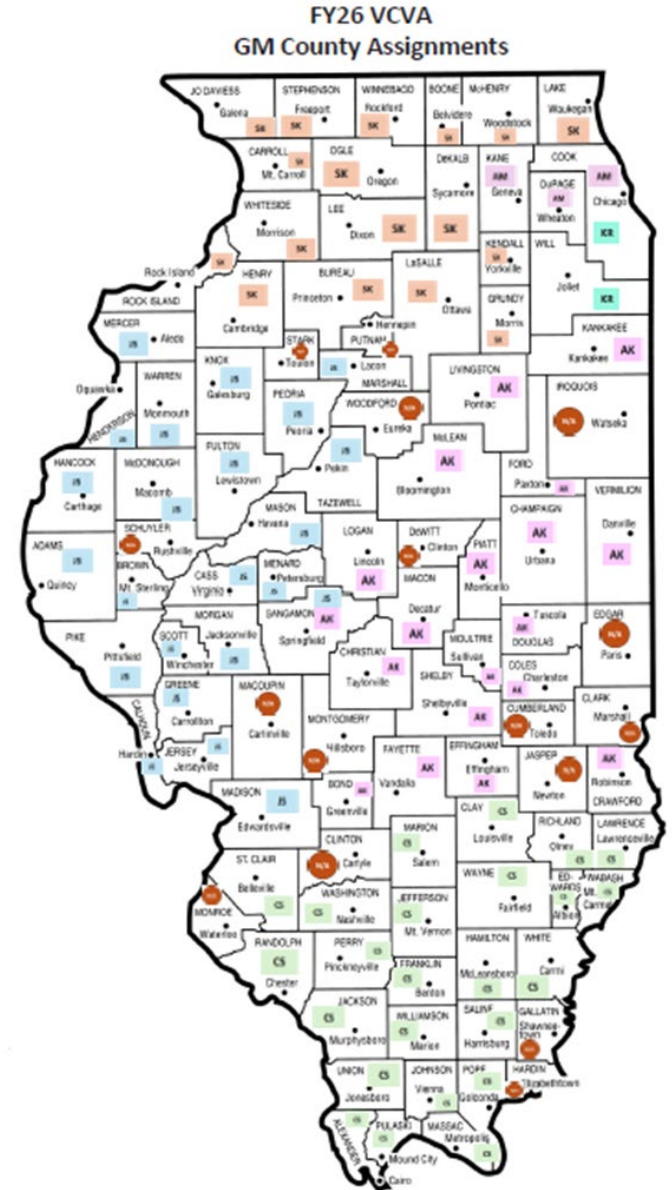 FY26 VCVA
GM County Assignments
JO DAVIESS
Galena
SK
STEPHENSON
Freeport
SK
WINNEBAGO
Rockford
SK
BOONE
Belvidere
SK
McHENRY
Woodstock
SK
LAKE
Waukegan
SK
CARROLL
SK
Mt. Carroll
OGLE
SK
Oregon
DeKALB
Sycamore
SK
KANE
AM
Geneva
COOK
AM
Chicago
KR
DuPAGE
AM
Wheaton
WHITESIDE
Morrison
SK
LEE
Dixon
SK
KENDALL
SK
Yorkville
WILL
Joliet
KR
Rock Island
SK
ROCK ISLAND
HENRY
SK
Cambridge
BUREAU
Princeton
SK
LaSALLE
SK
Ottawa
GRUNDY
Morris
SK
KANKAKEE
Kankakee
AK
MERCER
JS
Aledo
STARK
N/A
Toulon
Hennepin
PUTNAM
N/A
JS
Lacon
MARSHALL
KNOX
JS
Galesburg
WARREN
Monmouth
JS
Oquawka
HENDERSON
JS
PEORIA
JS
Peoria
WOODFORD
N/A
Eureka
LIVINGSTON
AK
Pontiac
IROQUOIS
N/A
Watseka
McLEAN
AK
Bloomington
FORD
Paxton
AK
HANCOCK
JS
Carthage
McDONOUGH
Macomb
JS
FULTON
JS
Lewistown
JS
Pekin
TAZEWELL
MASON
Havana
JS
CHAMPAIGN
AK
Urbana
VERMILION
Danville
AK
ADAMS
JS
Quincy
SCHUYLER
N/A
Rushville
BROWN
Mt. Sterling
JS
CASS
JS
Virginia
MENARD
Petersburg
JS
LOGAN
Lincoln
AK
DeWITT
N/A
Clinton
PIATT
AK
Monticello
MACON
Decatur
AK
PIKE
Pittsfield
JS
SCOTT
JS
Winchester
MORGAN
Jacksonville
JS
SANGAMON
JS
AK
Springfield
CHRISTIAN
AK
Taylorville
MOULTRIE
Sullivan
AK
Tuscola
AK
DOUGLAS
EDGAR
N/A
Paris
COLES
Charleston
AK
SHELBY
Shelbyville
AK
CUMBERLAND
N/A
Toledo
CLARK
Marshall
N/A
CALHOUN
Hardin
JS
GREENE
JS
Carrollton
JERSEY
JS
Jerseyville
MACOUPIN
N/A
Carlinville
MONTGOMERY
Hillsboro
N/A
FAYETTE
AK
Vandalia
EFFINGHAM
Effingham
AK
JASPER
N/A
Newton
AK
Robinson
CRAWFORD
MADISON
JS
Edwardsville
BOND
AK
Greenville
CLAY
CS
Louisville
RICHLAND
Olney
CS
LAWRENCE
Lawrenceville
CS
CLINTON
N/A
Carlyle
MARION
CS
Salem
ST. CLAIR
Belleville
CS
N/A
MONROE
Waterloo
WASHINGTON
CS
Nashville
JEFFERSON
CS
Mt. Vernon
WAYNE
CS
Fairfield
ED-
WARDS
CS
Albion
WABASH
Mt.
CS
Carmel
RANDOLPH
CS
Chester
PERRY
CS
Pinckneyville
FRANKLIN
CS
Benton
HAMILTON
McLeansboro
CS
WHITE
Carmi
CS
JACKSON
CS
Murphysboro
WILLIAMSON
CS
Marion
SALINE
CS
Harrisburg
GALLATIN
Shawnee-
town
N/A
UNION
CS
Jonesboro
JOHNSON
Vienna
CS
POPE
CS
Golconda
HARDIN
N/A
Elizabethtown
CS
ALEXANDER
PULASKI
CS
Mound City
Cairo
MASSAC
Metropolis
CS